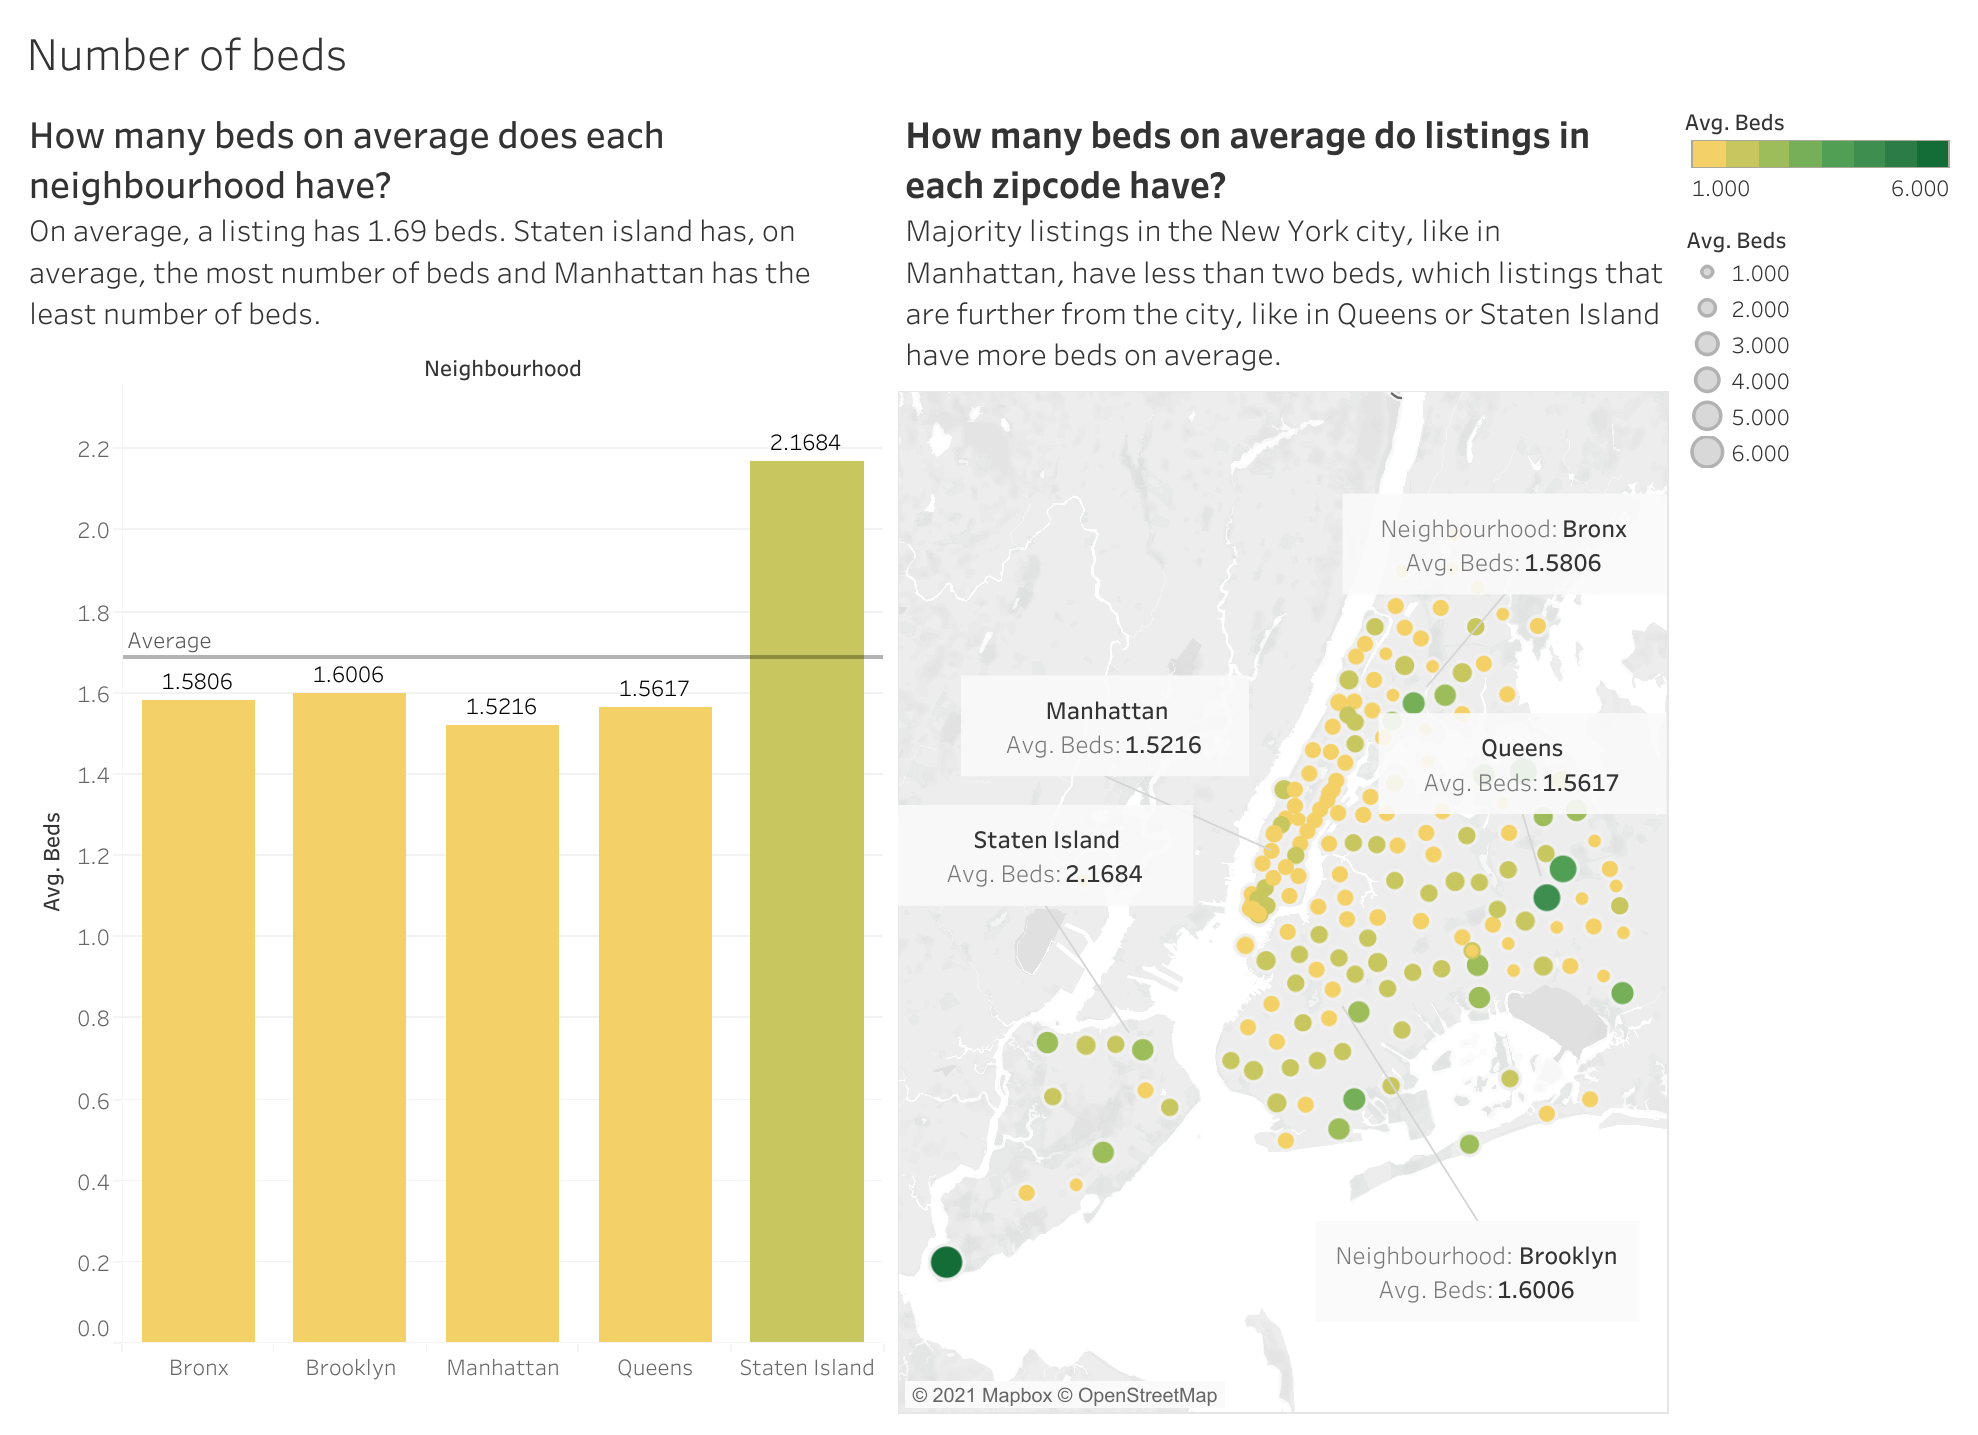 Number of beds
How many beds on average does each
neighbourhood have?
On average, a listing has 1.69 beds. Staten island has, on
average, the most number of beds and Manhattan has the
least number of beds.
Neighbourhood
2.2
2.0
1.8
1.6
1.4
1.2
1.0
0.8
0.6
0.4
0.2
0.0
Avg. Beds
Average
1.5806
1.6006
1.5216
1.5617
2.1684
Bronx
Brooklyn
Manhattan
Queens
Staten Island
How many beds on average do listings in
each zipcode have?
Majority listings in the New York city, like in
Manhattan, have less than two beds, which listings that
are further from the city, like in Queens or Staten Island
have more beds on average.
Neighbourhood: Bronx
Avg. Beds: 1.5806
Manhattan
Avg. Beds: 1.5216
Queens
Avg. Beds: 1.5617
Staten Island
Avg. Beds: 2.1684
Neighbourhood: Brooklyn
Avg. Beds: 1.6006
© 2021 Mapbox © OpenStreetMap
Avg. Beds
1.000 6.000
Avg. Beds
1.000
2.000
3.000
4.000
5.000
6.000